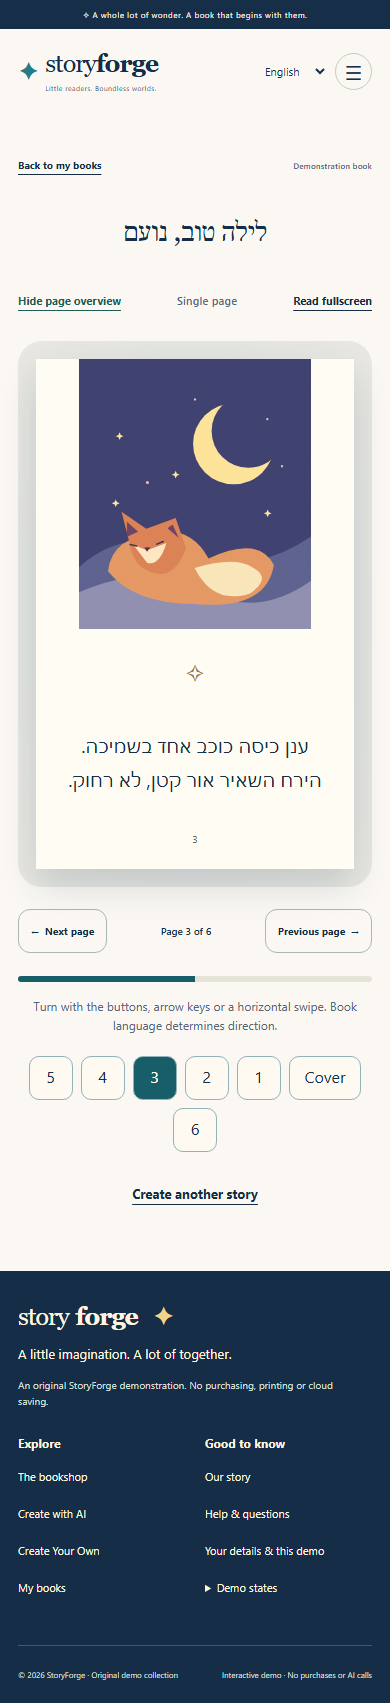 ✧ A whole lot of wonder. A book that begins with them.
storyforge
Little readers. Boundless worlds.
English
Back to my books
Demonstration book
לילה טוב, נועם
Hide page overview
Single page
Read fullscreen
ענן כיסה כוכב אחד בשמיכה.
הירח השאיר אור קטן, לא רחוק.
3
← Next page
Page 3 of 6
Previous page →
Turn with the buttons, arrow keys or a horizontal swipe. Book
language determines direction.
5 4 3 2 1 Cover
6
Create another story
story forge
A little imagination. A lot of together.
An original StoryForge demonstration. No purchasing, printing or cloud
saving.
Explore
The bookshop
Create with AI
Create Your Own
My books
Good to know
Our story
Help & questions
Your details & this demo
▶ Demo states
© 2026 StoryForge · Original demo collection
Interactive demo · No purchases or AI calls